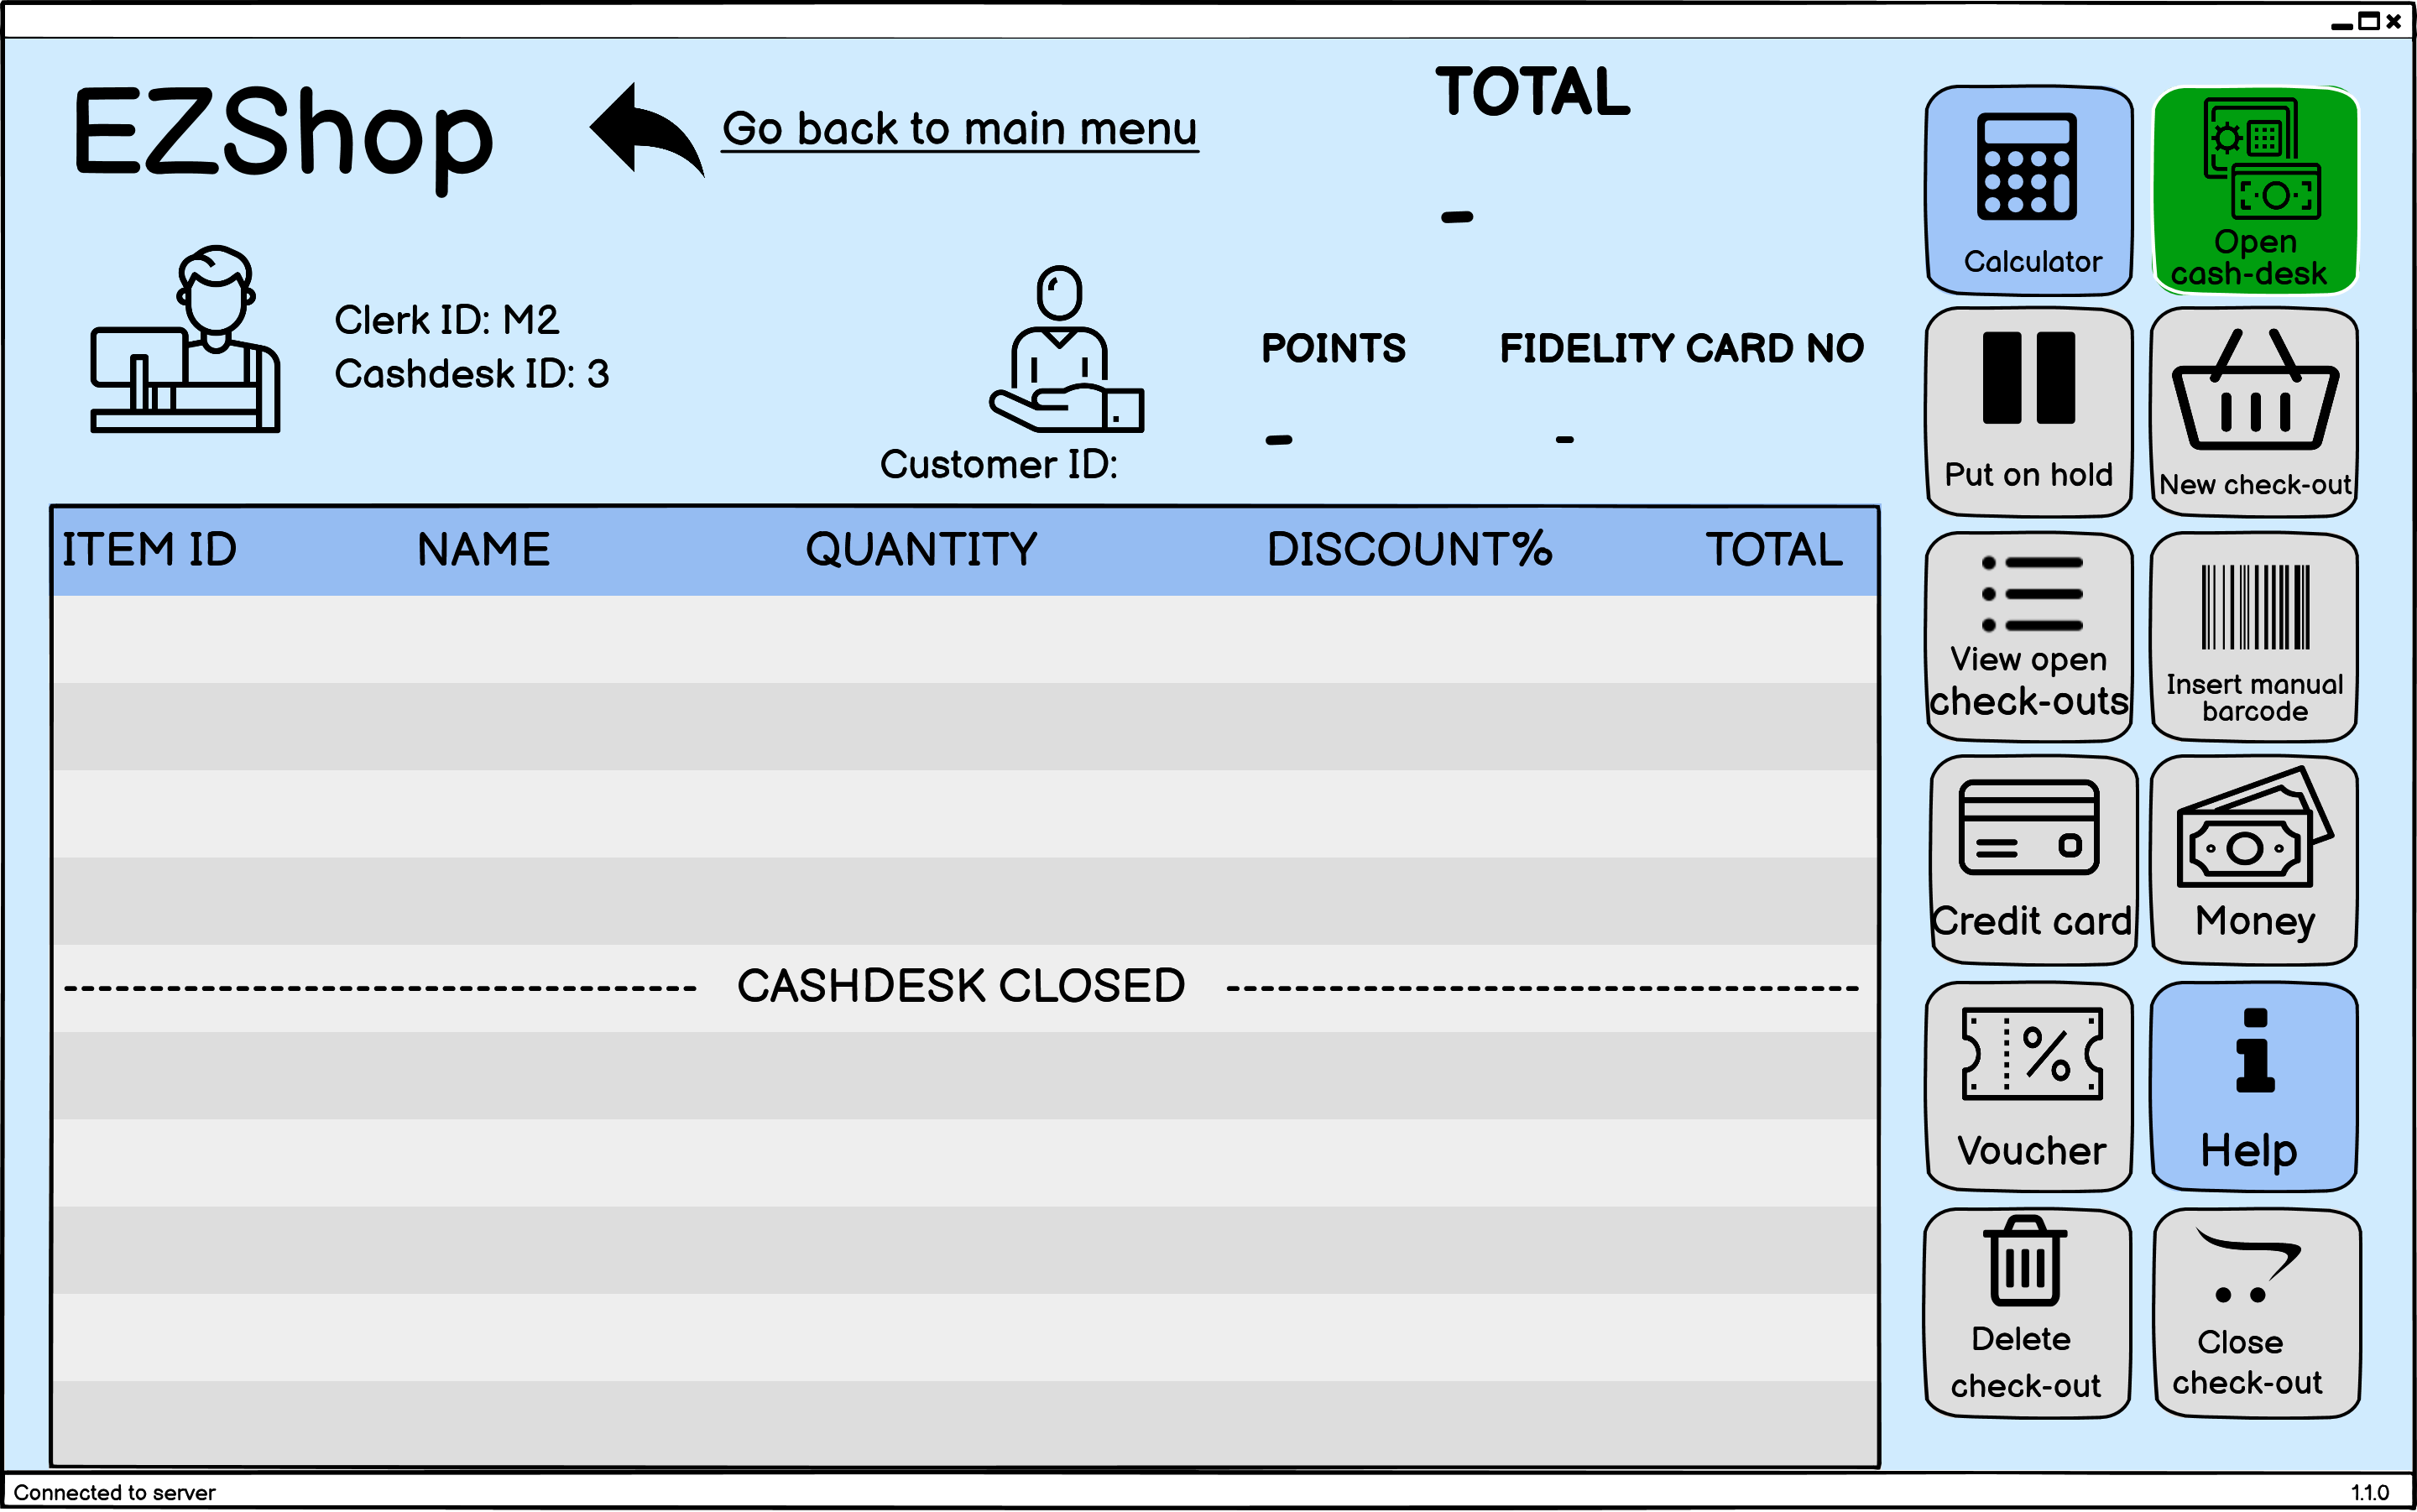 EZShop
Go back to main menu
TOTAL
-
Clerk ID: M2
Cashdesk ID: 3
Customer ID:
POINTS
-
FIDELITY CARD NO
-
ITEM ID NAME QUANTITY DISCOUNT% TOTAL
------------------------------------- CASHDESK CLOSED -------------------------------------
Calculator
Open
cash-desk
Put on hold
New check-out
View open
check-outs
Insert manual
barcode
Credit card
Money
Voucher
Help
Delete
check-out
Close
check-out
Connected to server
1.1.0